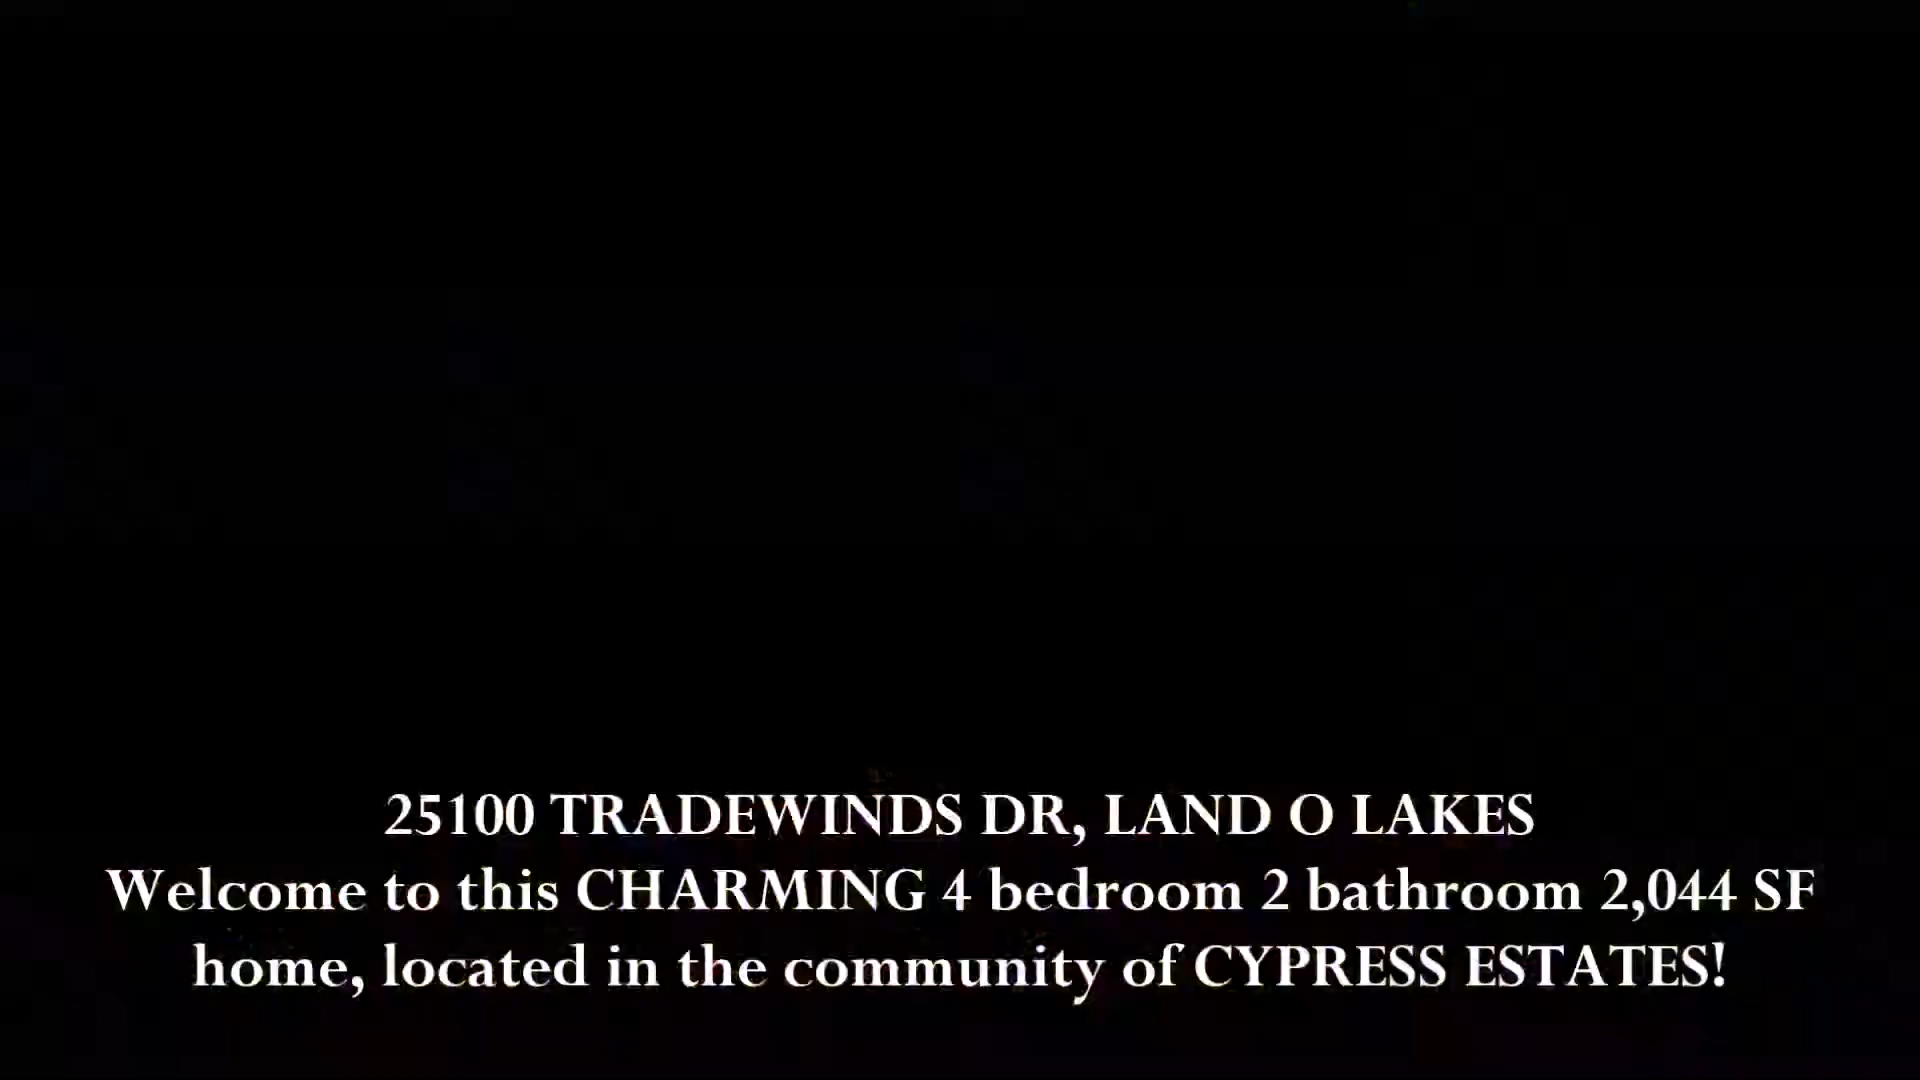 25100 TRADEWINDS DR, LAND O LAKES
Welcome to this CHARMING 4 bedroom 2 bathroom 2,044 SF
home, located in the community of CYPRESS ESTATES!